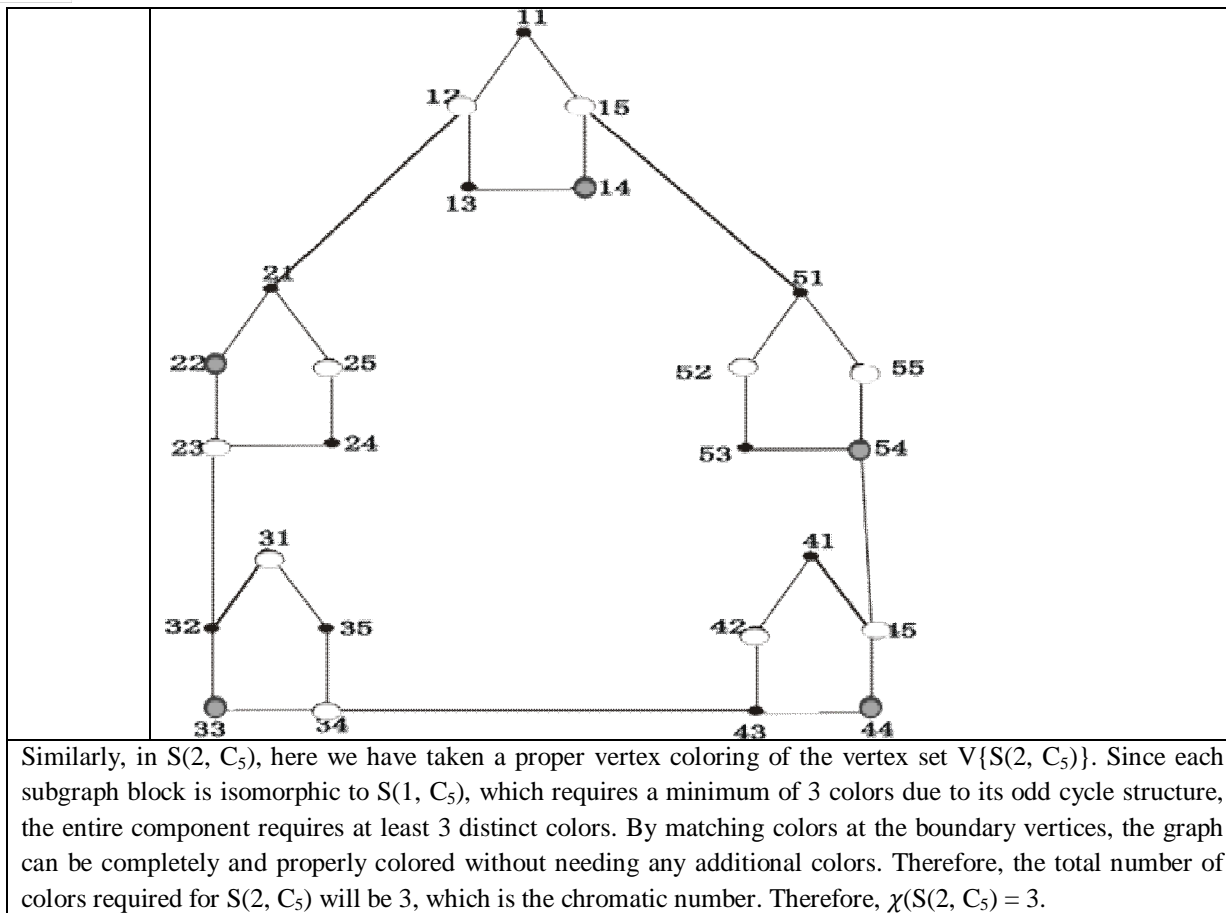 11
12 15
13 14
21 51
22 25 52 55
23 24 53 54
31 41
32 35 42 45
33 34 43 44
Similarly, in S(2, C₅), here we have taken a proper vertex coloring of the vertex set V{S(2, C₅)}. Since each
subgraph block is isomorphic to S(1, C₅), which requires a minimum of 3 colors due to its odd cycle structure,
the entire component requires at least 3 distinct colors. By matching colors at the boundary vertices, the graph
can be completely and properly colored without needing any additional colors. Therefore, the total number of
colors required for S(2, C₅) will be 3, which is the chromatic number. Therefore, χ(S(2, C₅) = 3.